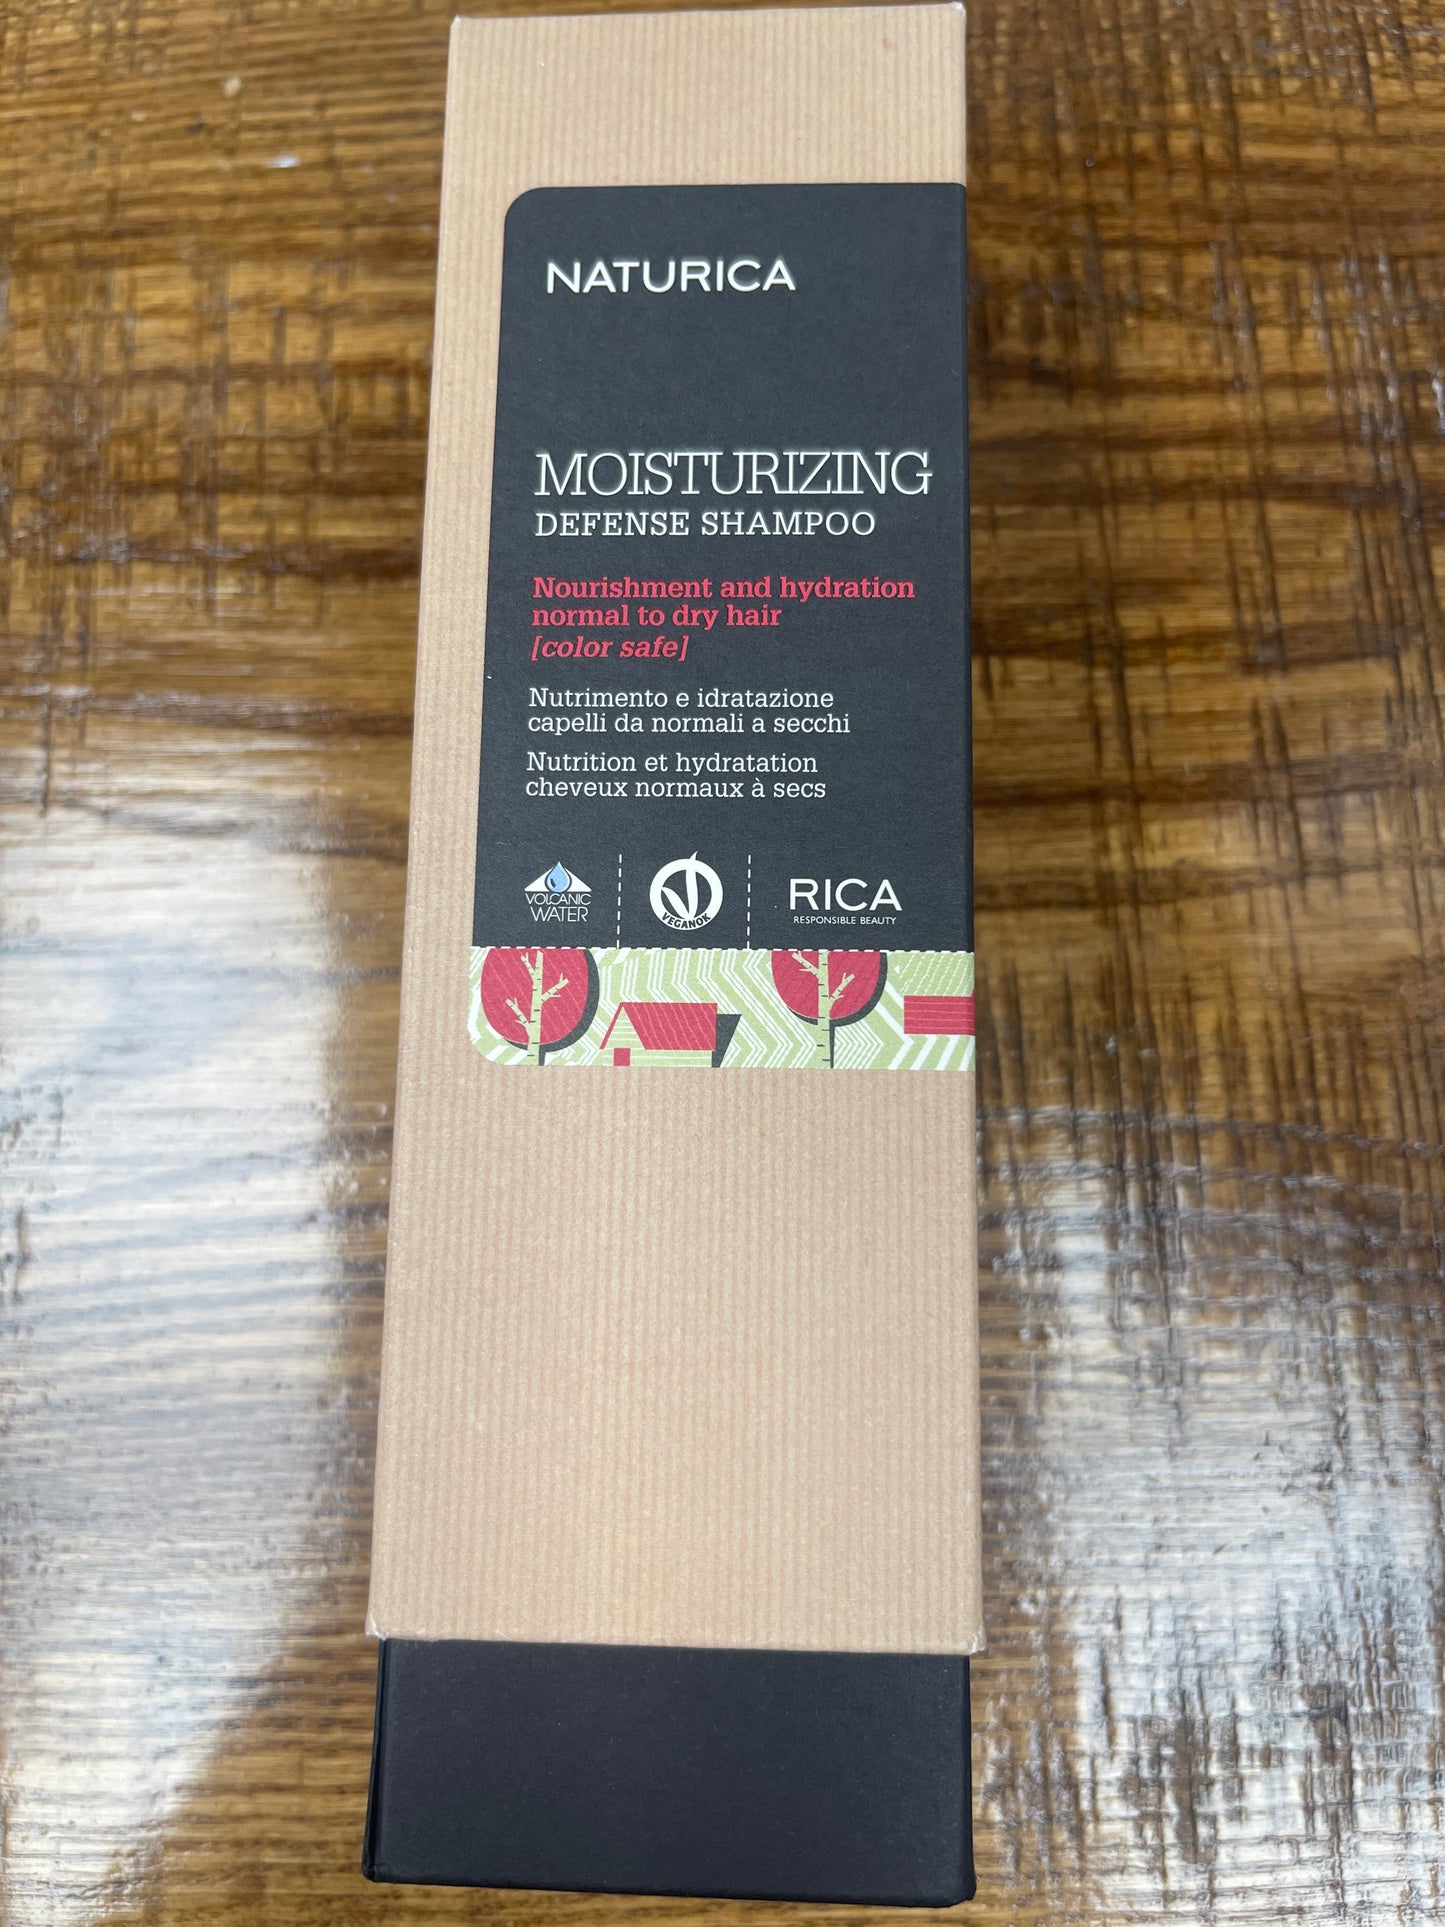 NATURICA
MOISTURIZING
DEFENSE SHAMPOO
Nourishment and hydration
normal to dry hair
[color safe]
Nutrimento e idratazione
capelli da normali a secchi
Nutrition et hydratation
cheveux normaux à secs
VOLCANIC
WATER
VEGANOK
RICA
RESPONSIBLE BEAUTY